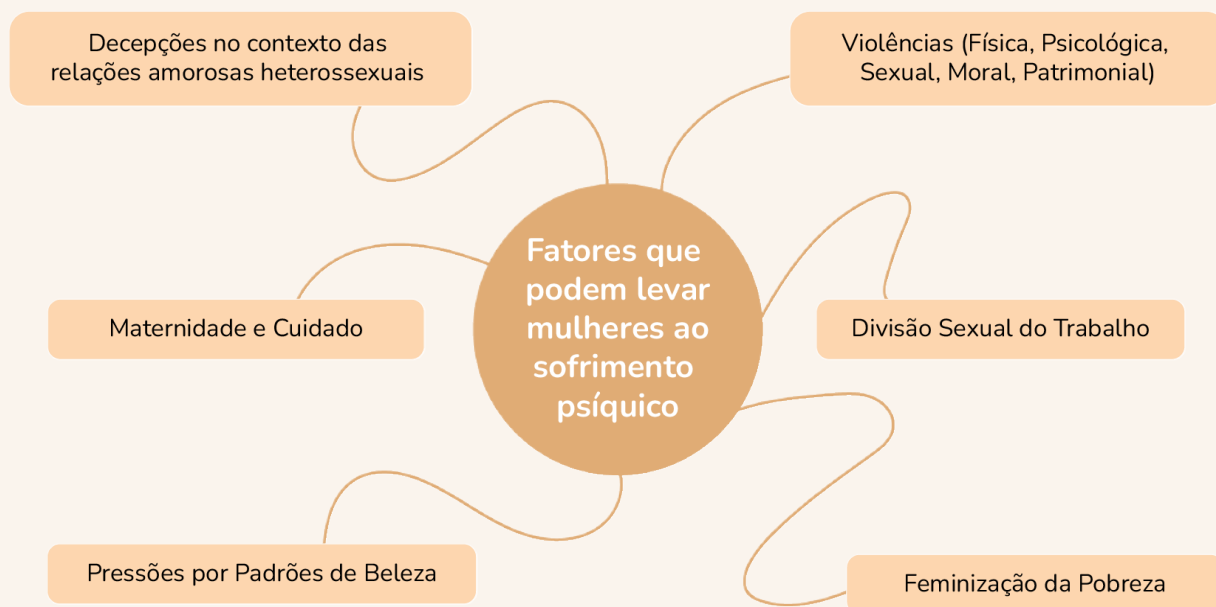 Decepções no contexto das
relações amorosas heterossexuais
Violências (Física, Psicológica,
Sexual, Moral, Patrimonial)
Fatores que
podem levar
mulheres ao
sofrimento
psíquico
Maternidade e Cuidado
Divisão Sexual do Trabalho
Pressões por Padrões de Beleza
Feminização da Pobreza